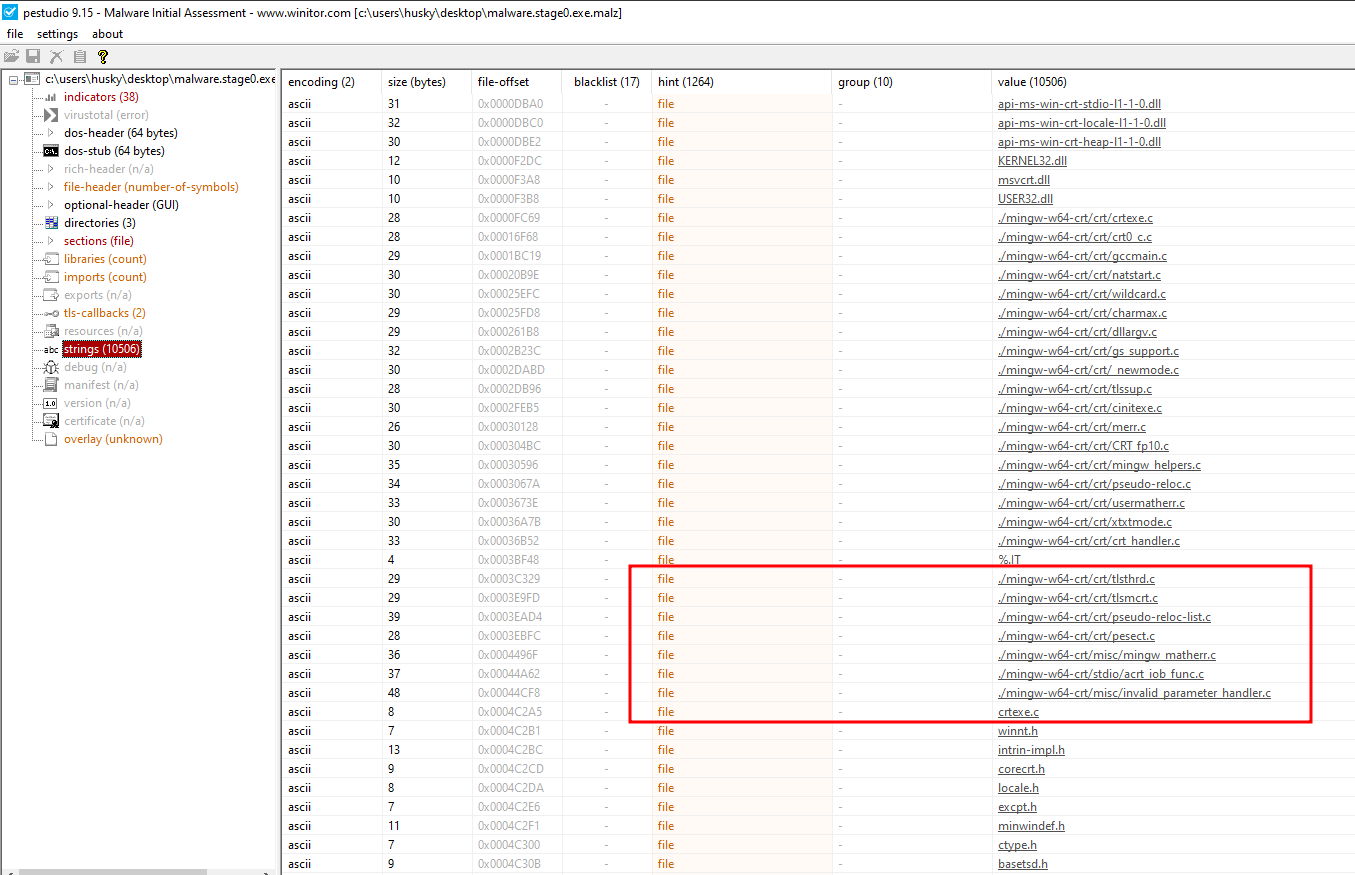 pestudio 9.15 - Malware Initial Assessment - www.winitor.com [c:\users\husky\desktop\malware.stage0.exe.malz]
file settings about
c:\users\husky\desktop\malware.stage0.exe
indicators (38)
virustotal (error)
dos-header (64 bytes)
dos-stub (64 bytes)
rich-header (n/a)
file-header (number-of-symbols)
optional-header (GUI)
directories (3)
sections (file)
libraries (count)
imports (count)
exports (n/a)
tls-callbacks (2)
resources (n/a)
abc strings (10506)
debug (n/a)
manifest (n/a)
1.0 version (n/a)
certificate (n/a)
overlay (unknown)
encoding (2) size (bytes) file-offset blacklist (17) hint (1264) group (10) value (10506)
ascii 31 0x0000DBA0 - file - api-ms-win-crt-stdio-l1-1-0.dll
ascii 32 0x0000DBC0 - file - api-ms-win-crt-locale-l1-1-0.dll
ascii 30 0x0000DBE2 - file - api-ms-win-crt-heap-l1-1-0.dll
ascii 12 0x0000F2DC - file - KERNEL32.dll
ascii 10 0x0000F3A8 - file - msvcrt.dll
ascii 10 0x0000F3B8 - file - USER32.dll
ascii 28 0x0000FC69 - file - ./mingw-w64-crt/crt/crtexe.c
ascii 28 0x00016F68 - file - ./mingw-w64-crt/crt/crt0_c.c
ascii 29 0x0001BC19 - file - ./mingw-w64-crt/crt/gccmain.c
ascii 30 0x00020B9E - file - ./mingw-w64-crt/crt/natstart.c
ascii 30 0x00025EFC - file - ./mingw-w64-crt/crt/wildcard.c
ascii 29 0x00025FD8 - file - ./mingw-w64-crt/crt/charmax.c
ascii 29 0x000261B8 - file - ./mingw-w64-crt/crt/dllargv.c
ascii 32 0x0002B23C - file - ./mingw-w64-crt/crt/gs_support.c
ascii 30 0x0002DABD - file - ./mingw-w64-crt/crt/_newmode.c
ascii 28 0x0002DB96 - file - ./mingw-w64-crt/crt/tlssup.c
ascii 30 0x0002FEB5 - file - ./mingw-w64-crt/crt/cinitexe.c
ascii 26 0x00030128 - file - ./mingw-w64-crt/crt/merr.c
ascii 30 0x000304BC - file - ./mingw-w64-crt/crt/CRT_fp10.c
ascii 35 0x00030596 - file - ./mingw-w64-crt/crt/mingw_helpers.c
ascii 34 0x0003067A - file - ./mingw-w64-crt/crt/pseudo-reloc.c
ascii 33 0x0003673E - file - ./mingw-w64-crt/crt/usermatherr.c
ascii 30 0x00036A7B - file - ./mingw-w64-crt/crt/xtxtmode.c
ascii 33 0x00036B52 - file - ./mingw-w64-crt/crt/crt_handler.c
ascii 4 0x0003BF48 - file - %.IT
ascii 29 0x0003C329 - file - ./mingw-w64-crt/crt/tlsthrd.c
ascii 29 0x0003E9FD - file - ./mingw-w64-crt/crt/tlsmcrt.c
ascii 39 0x0003EAD4 - file - ./mingw-w64-crt/crt/pseudo-reloc-list.c
ascii 28 0x0003EBFC - file - ./mingw-w64-crt/crt/pesect.c
ascii 36 0x0004496F - file - ./mingw-w64-crt/misc/mingw_matherr.c
ascii 37 0x00044A62 - file - ./mingw-w64-crt/stdio/acrt_iob_func.c
ascii 48 0x00044CF8 - file - ./mingw-w64-crt/misc/invalid_parameter_handler.c
ascii 8 0x0004C2A5 - file - crtexe.c
ascii 7 0x0004C2B1 - file - winnt.h
ascii 13 0x0004C2BC - file - intrin-impl.h
ascii 9 0x0004C2CD - file - corecrt.h
ascii 8 0x0004C2DA - file - locale.h
ascii 7 0x0004C2E6 - file - excpt.h
ascii 11 0x0004C2F1 - file - minwindef.h
ascii 7 0x0004C300 - file - ctype.h
ascii 9 0x0004C30B - file - basetsd.h